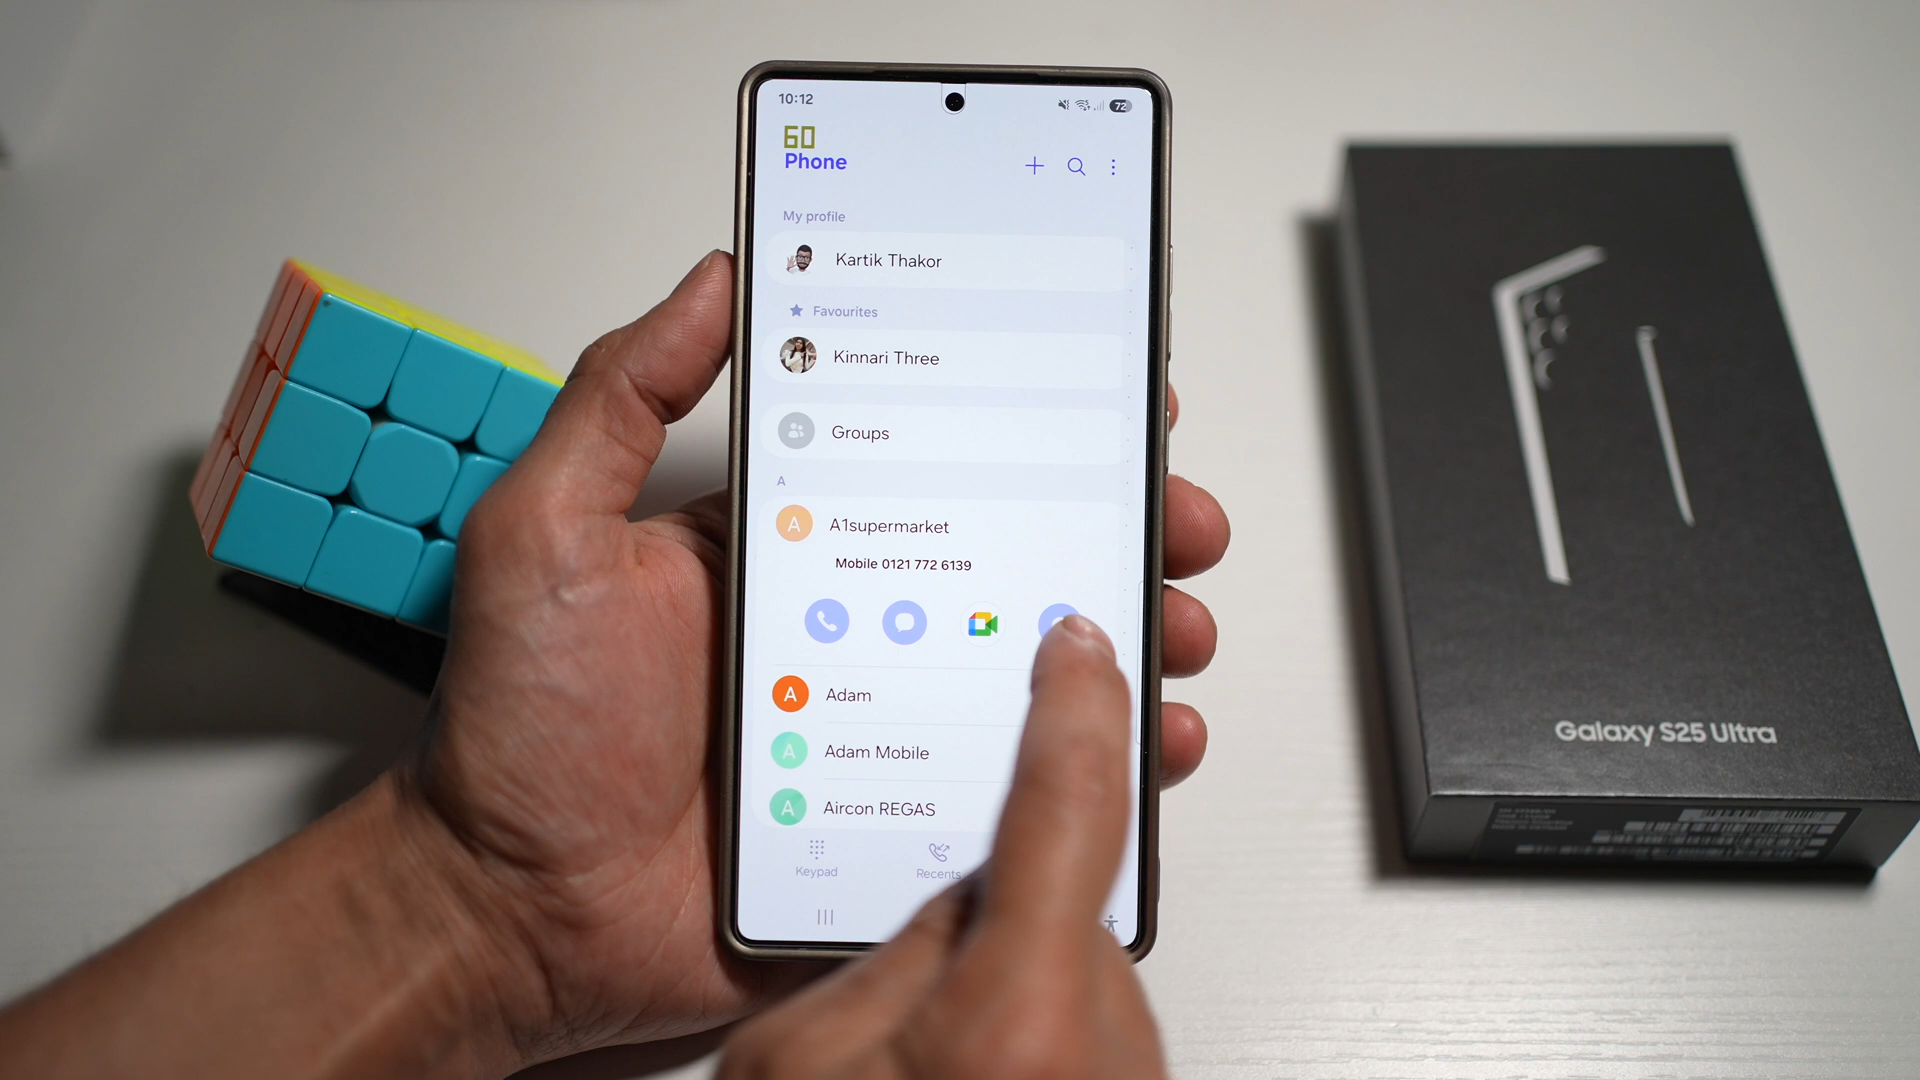 10:12
72
60
Phone
My profile
Kartik Thakor
Favourites
Kinnari Three
Groups
A
A A1supermarket
Mobile 0121 772 6139
A Adam
A Adam Mobile
A Aircon REGAS
Keypad
Recents
Galaxy S25 Ultra